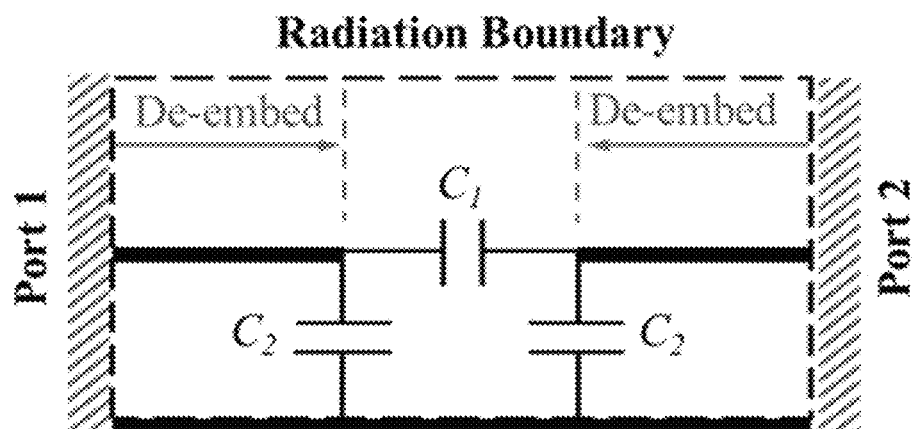 Radiation Boundary
De-embed
De-embed
C1
Port 1
Port 2
C2
C2